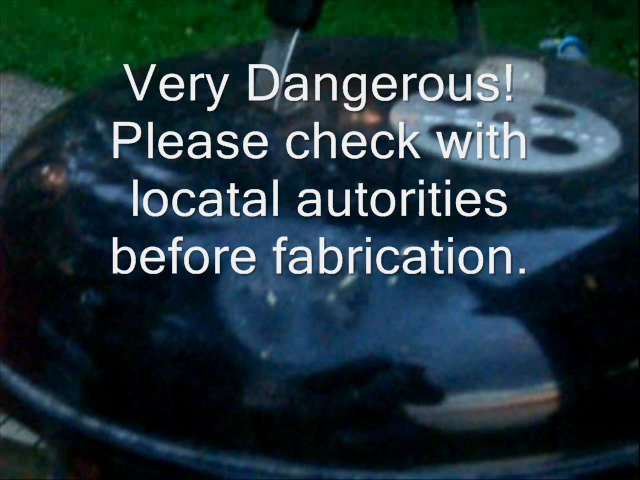 Very Dangerous!
Please check with
locatal autorities
before fabrication.